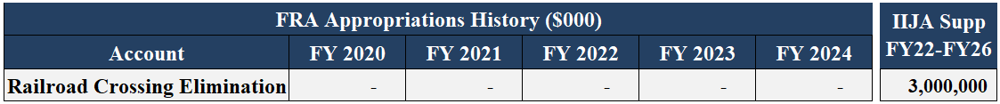 FRA Appropriations History ($000)
IIJA Supp
FY22-FY26
Account FY 2020 FY 2021 FY 2022 FY 2023 FY 2024
Railroad Crossing Elimination - - - - - 3,000,000